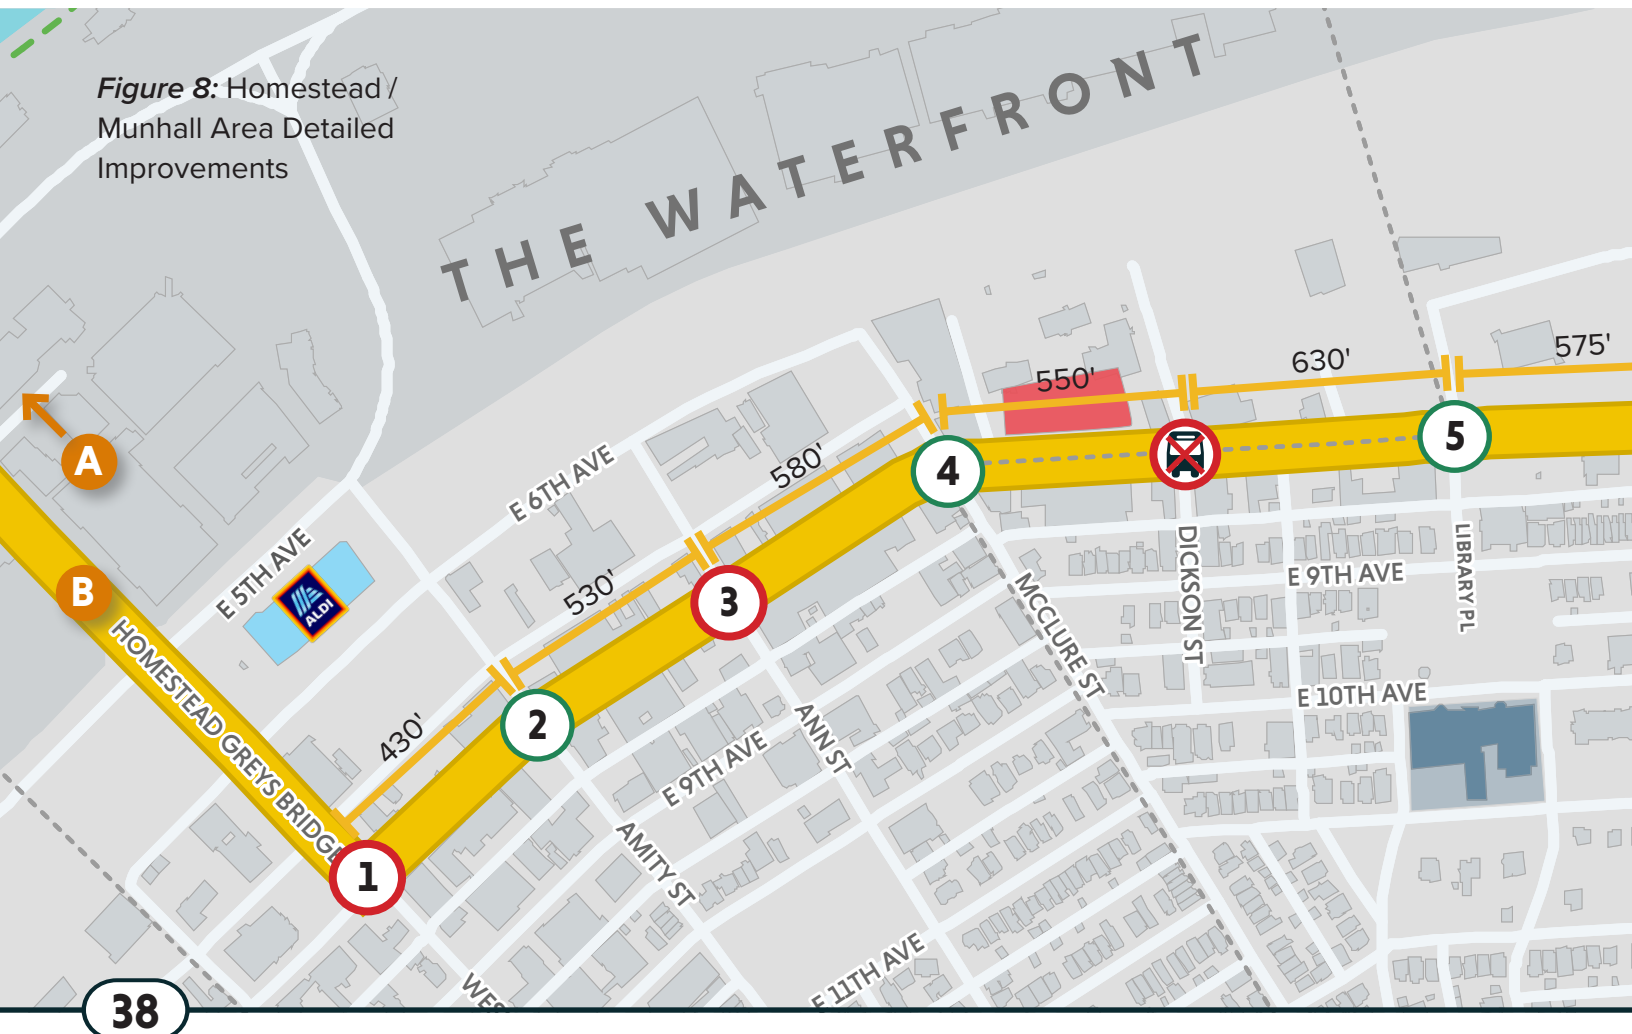 Figure 8: Homestead /
Munhall Area Detailed
Improvements
THE WATERFRONT
550'
630'
575'
A
5
580'
4
E 6TH AVE
E 5TH AVE
DICKSON ST
LIBRARY PL
E 9TH AVE
530'
B
ALDI
3
MCCLURE ST
HOMESTEAD GREYS BRIDGE
E 10TH AVE
430'
2
ANN ST
E 9TH AVE
AMITY ST
1
E 11TH AVE
38